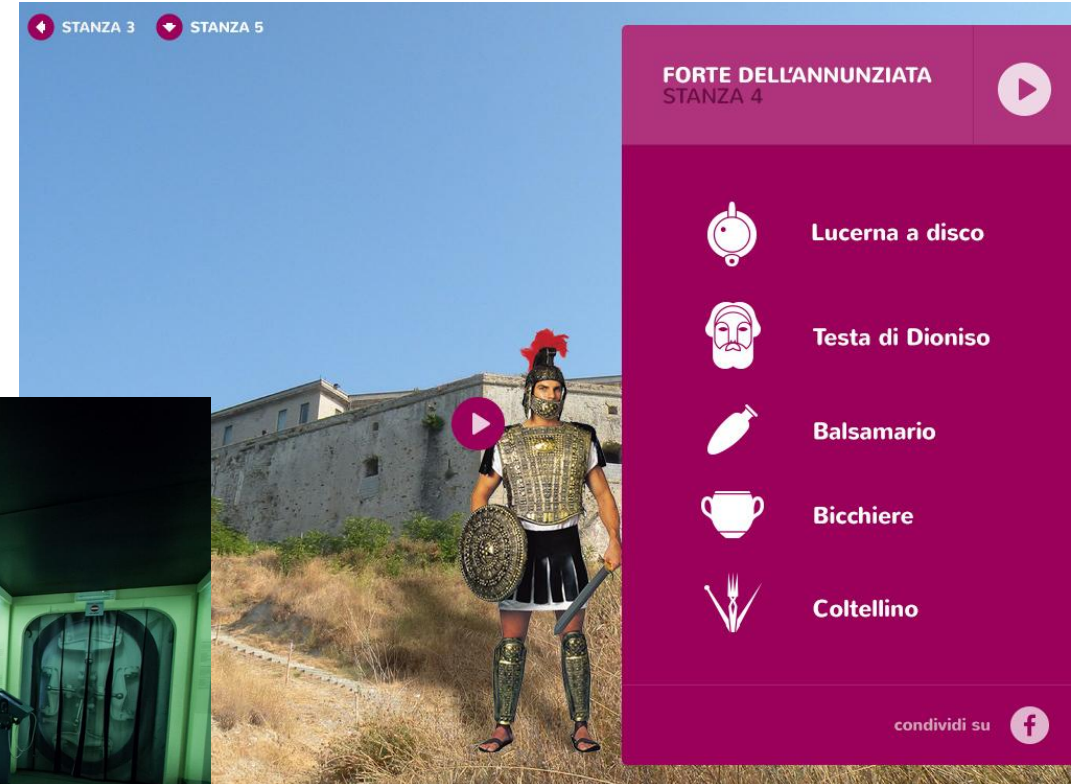 STANZA 3
STANZA 5
FORTE DELL'ANNUNZIATA
STANZA 4
Lucerna a disco
Testa di Dioniso
Balsamario
Bicchiere
Coltellino
condividi su
f